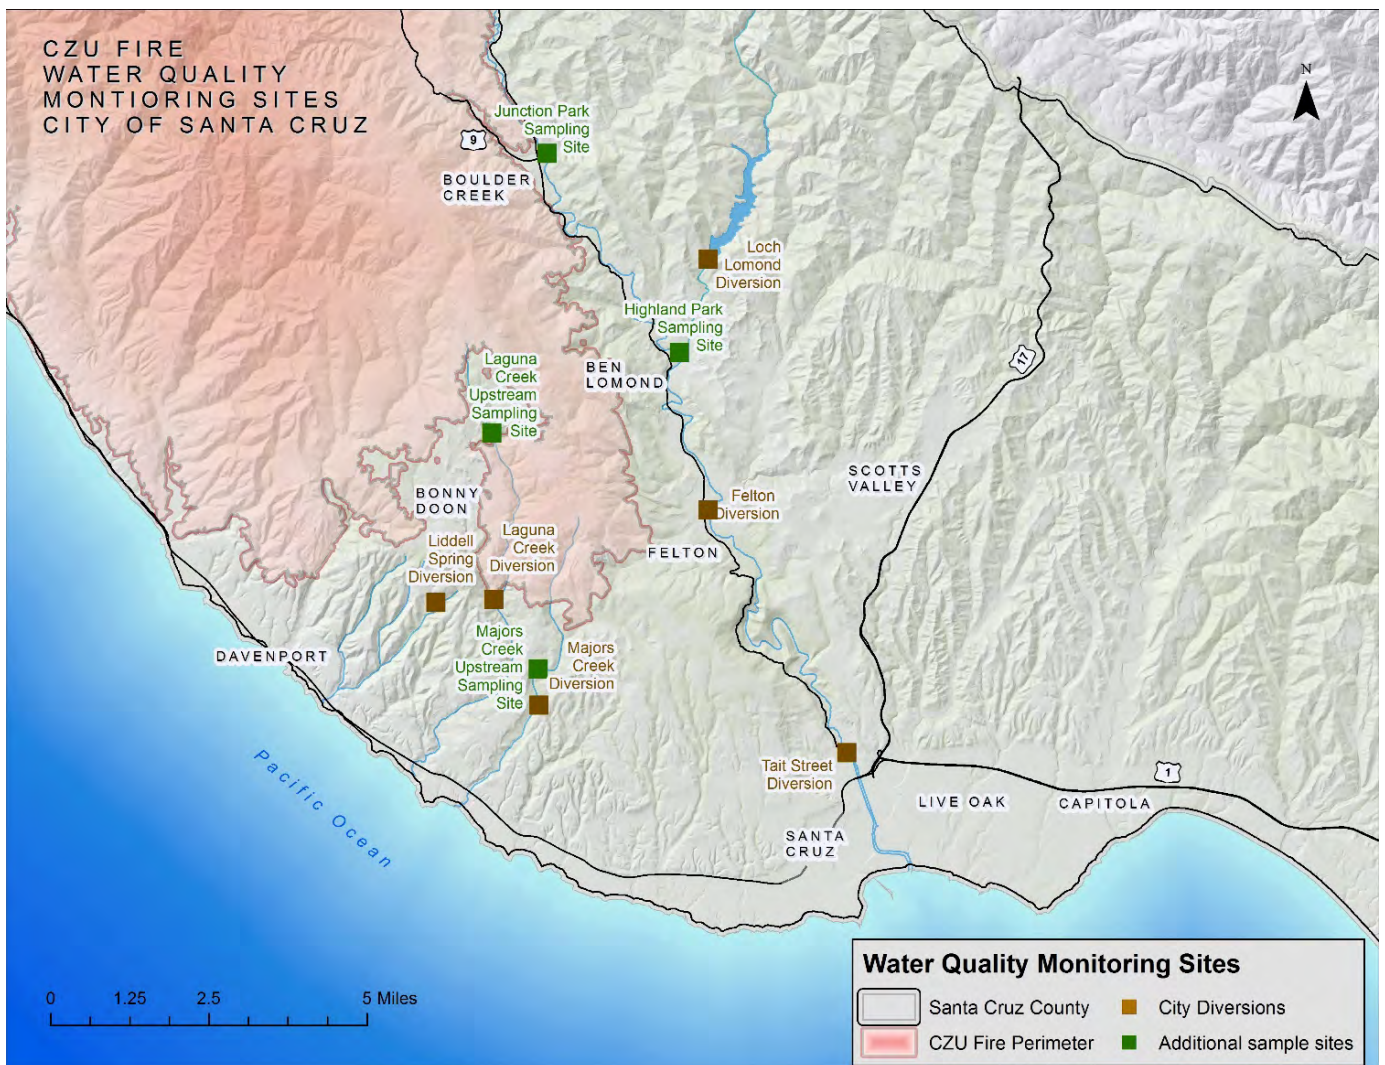 CZU FIRE
WATER QUALITY
MONTIORING SITES
CITY OF SANTA CRUZ
N
Junction Park
Sampling
Site
9
BOULDER
CREEK
Loch
Lomond
Diversion
Highland Park
Sampling
Site
17
Laguna
Creek
Upstream
Sampling
Site
BEN
LOMOND
SCOTTS
VALLEY
BONNY
DOON
Felton
Diversion
Liddell
Spring
Diversion
Laguna
Creek
Diversion
FELTON
Majors
Creek
Upstream
Sampling
Site
Majors
Creek
Diversion
DAVENPORT
Pacific Ocean
Tait Street
Diversion
1
LIVE OAK
CAPITOLA
SANTA
CRUZ
0 1.25 2.5 5 Miles
Water Quality Monitoring Sites
Santa Cruz County
City Diversions
CZU Fire Perimeter
Additional sample sites